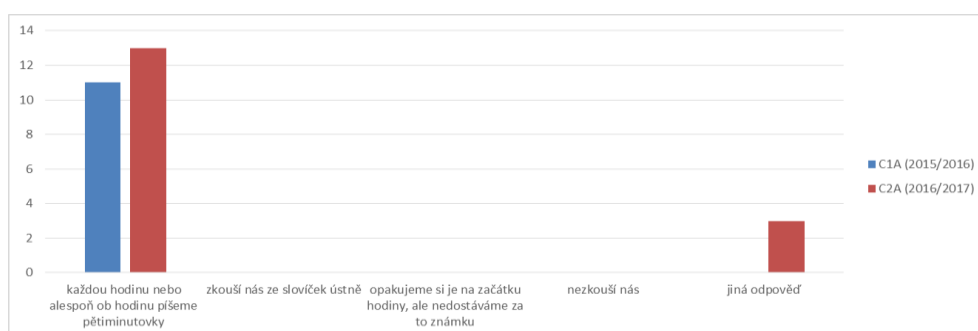 14
12
10
8
6
4
2
0
každou hodinu nebo
alespoň ob hodinu píšeme
pětiminutovky
zkouší nás ze slovíček ústně
opakujeme si je na začátku
hodiny, ale nedostáváme za
to známku
nezkouší nás
jiná odpověď
C1A (2015/2016)
C2A (2016/2017)